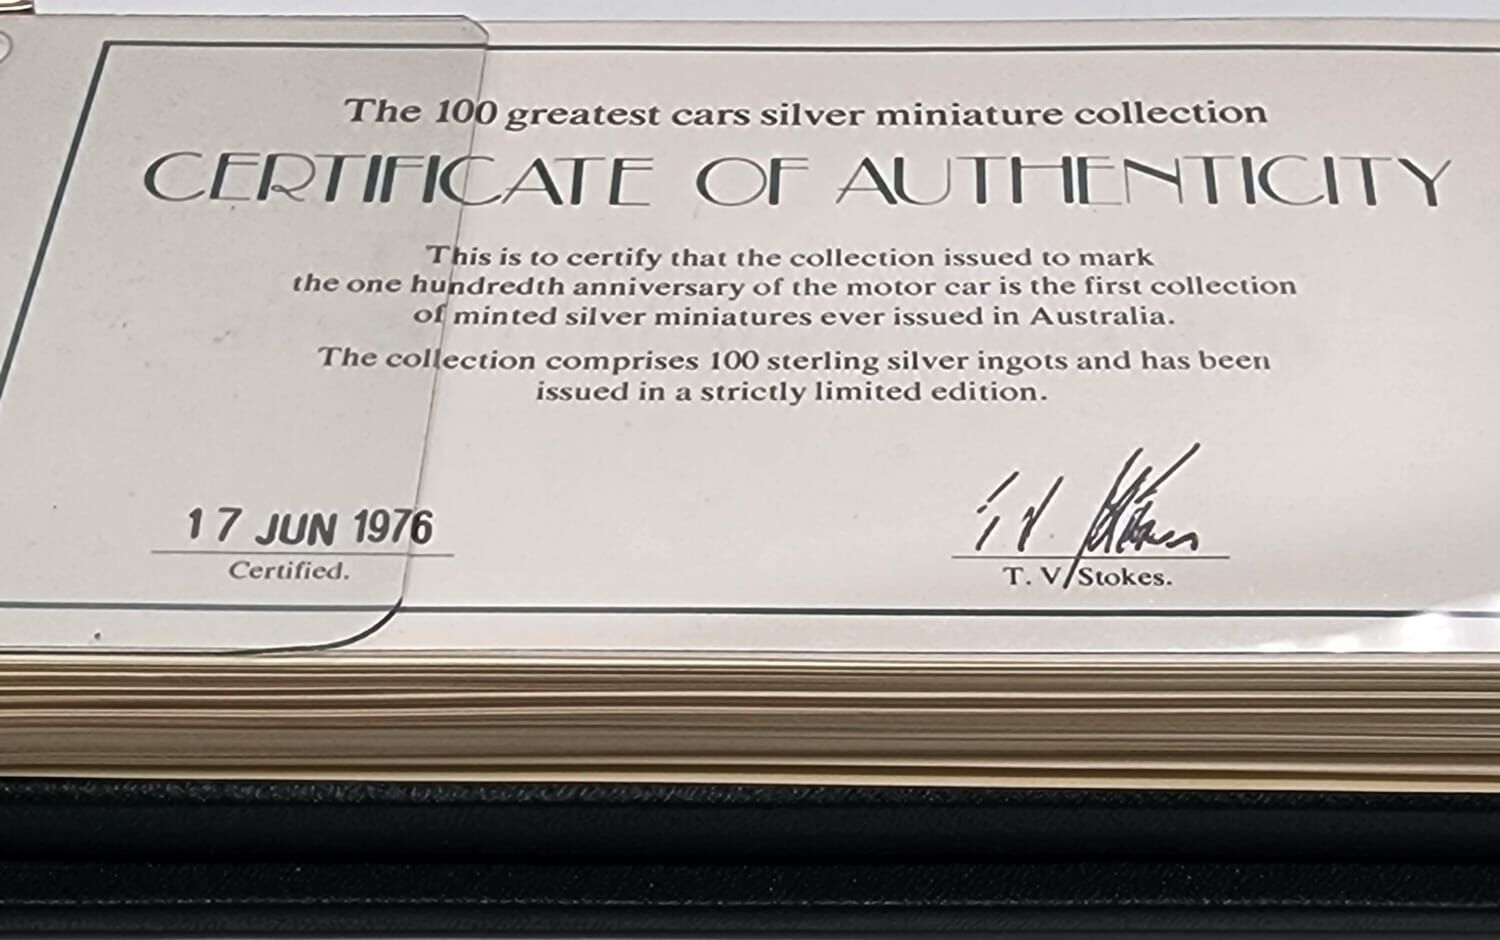 The 100 greatest cars silver miniature collection
CERTIFICATE OF AUTHENTICITY
This is to certify that the collection issued to mark
the one hundredth anniversary of the motor car is the first collection
of minted silver miniatures ever issued in Australia.
The collection comprises 100 sterling silver ingots and has been
issued in a strictly limited edition.
17 JUN 1976
Certified.
T. V. Stokes
T. V. Stokes.